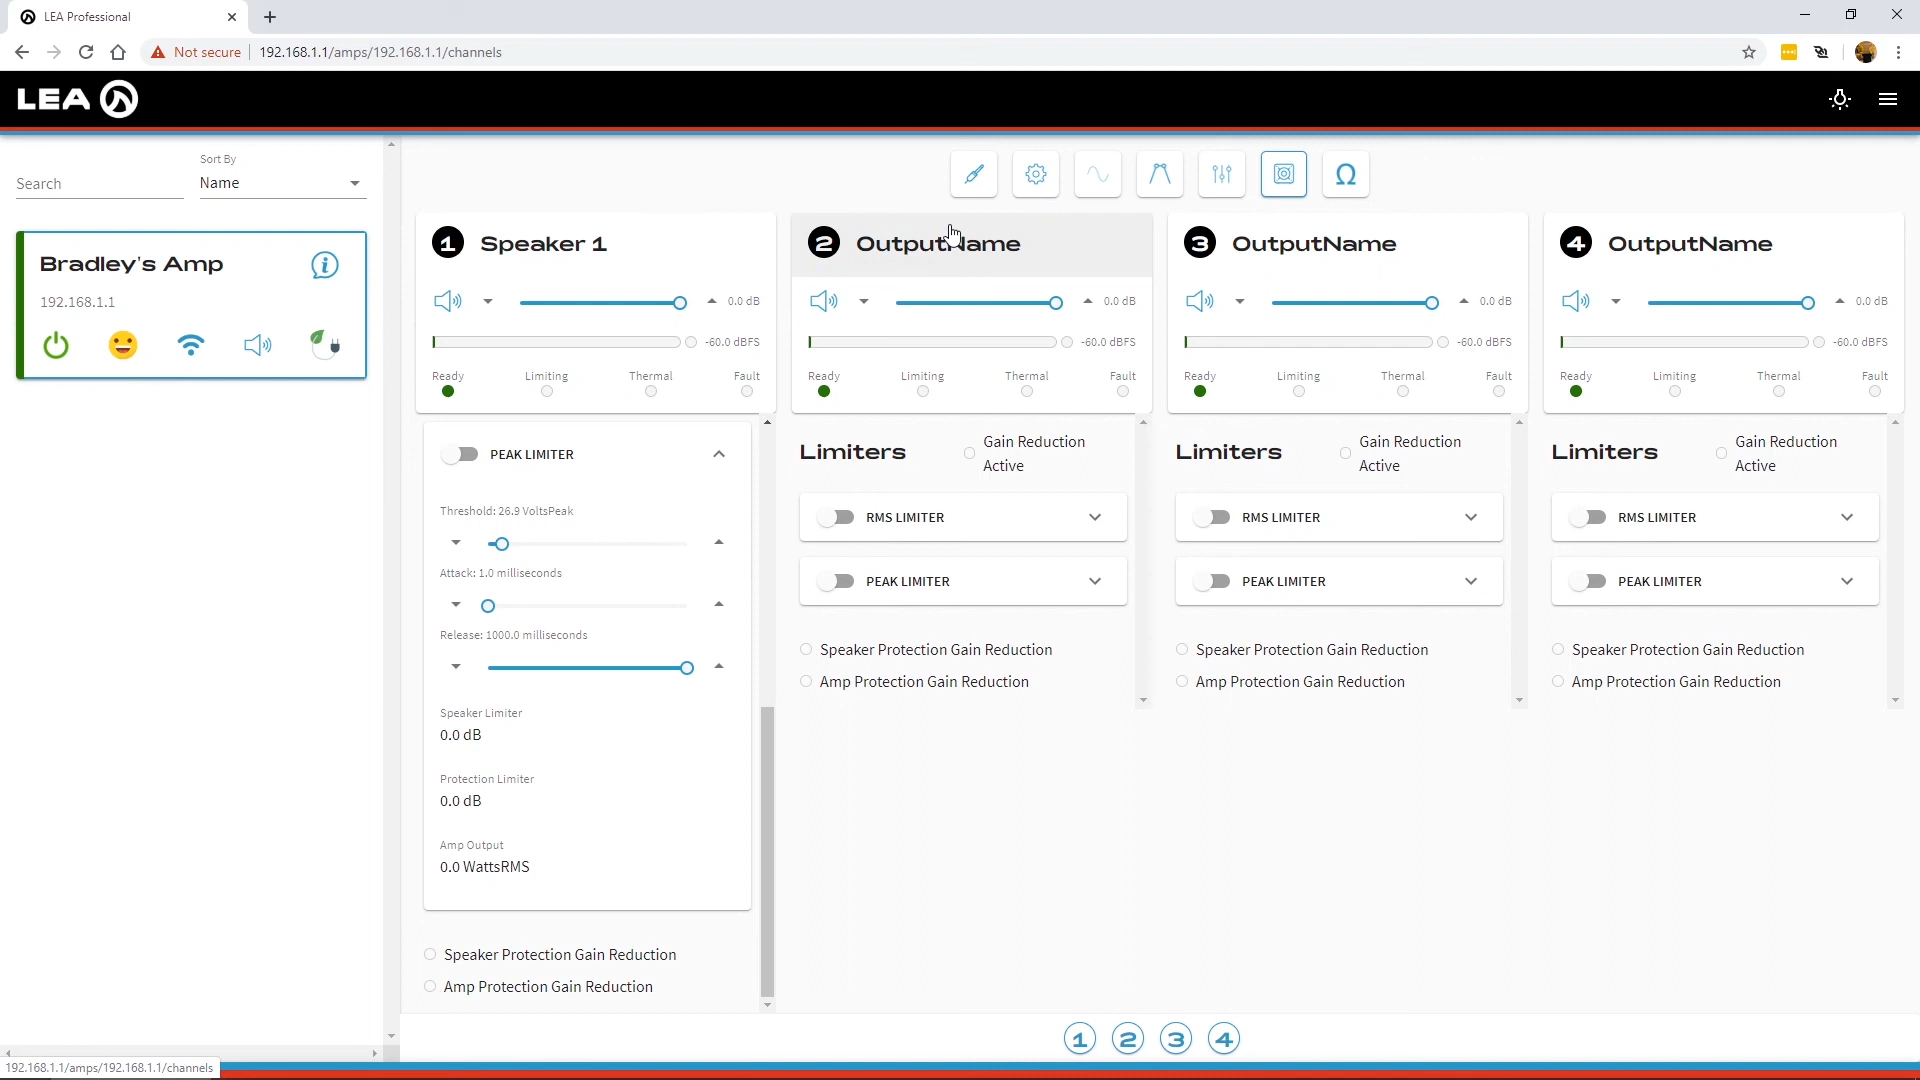 LEA Professional
Not secure
192.168.1.1/amps/192.168.1.1/channels
LEA
Search
Sort By
Name
Bradley's Amp
192.168.1.1
Ω
1 Speaker 1
0.0 dB
-60.0 dBFS
Ready Limiting Thermal Fault
2 OutputName
0.0 dB
-60.0 dBFS
Ready Limiting Thermal Fault
3 OutputName
0.0 dB
-60.0 dBFS
Ready Limiting Thermal Fault
4 OutputName
0.0 dB
-60.0 dBFS
Ready Limiting Thermal Fault
PEAK LIMITER
Threshold: 26.9 VoltsPeak
Attack: 1.0 milliseconds
Release: 1000.0 milliseconds
Speaker Limiter
0.0 dB
Protection Limiter
0.0 dB
Amp Output
0.0 WattsRMS
Speaker Protection Gain Reduction
Amp Protection Gain Reduction
Limiters
Gain Reduction
Active
RMS LIMITER
PEAK LIMITER
Speaker Protection Gain Reduction
Amp Protection Gain Reduction
Limiters
Gain Reduction
Active
RMS LIMITER
PEAK LIMITER
Speaker Protection Gain Reduction
Amp Protection Gain Reduction
Limiters
Gain Reduction
Active
RMS LIMITER
PEAK LIMITER
Speaker Protection Gain Reduction
Amp Protection Gain Reduction
1 2 3 4
192.168.1.1/amps/192.168.1.1/channels